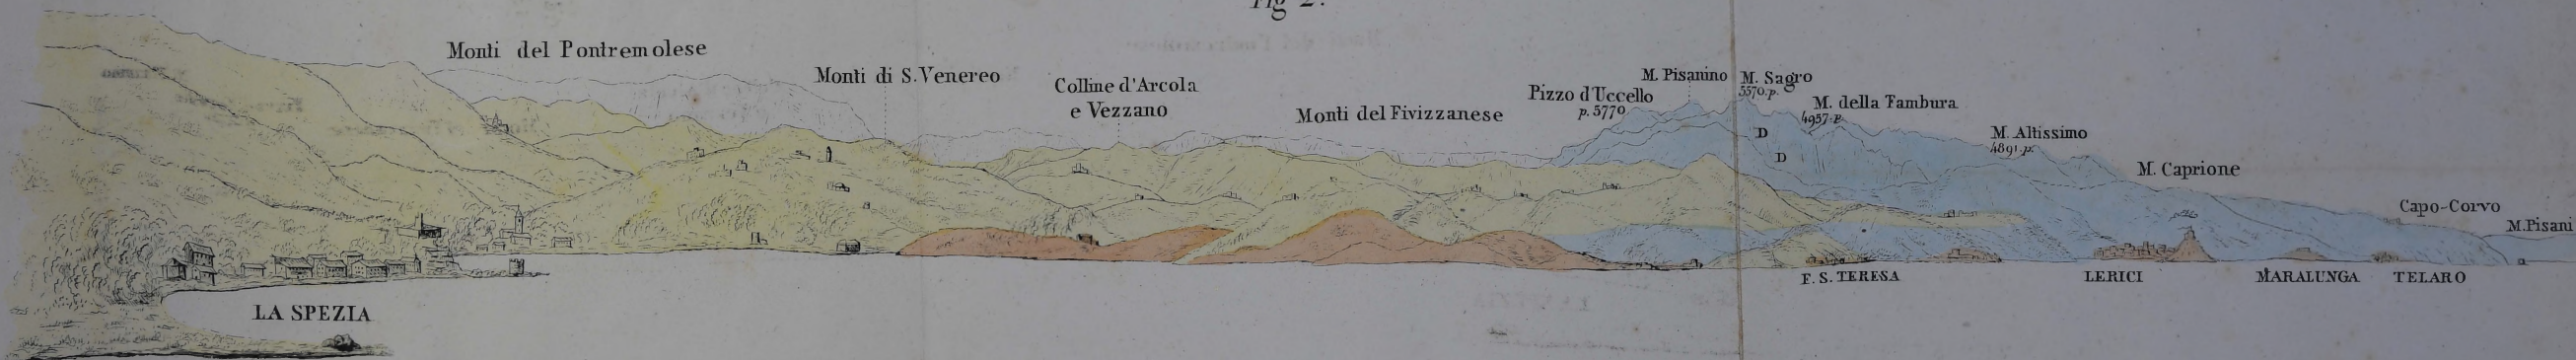 Fig 2.
Monti del Pontremolese
Monti di S. Venereo
Colline d'Arcola
e Vezzano
Monti del Fivizzanese
Pizzo d'Uccello
p. 5770
M. Pisanino
M. Sagro
5570.p.
M. della Tambura
4957.p.
M. Altissimo
4891.p.
M. Caprione
Capo-Corvo
M. Pisani
D
D
LA SPEZIA
F. S. TERESA
LERICI
MARALUNGA
TELARO